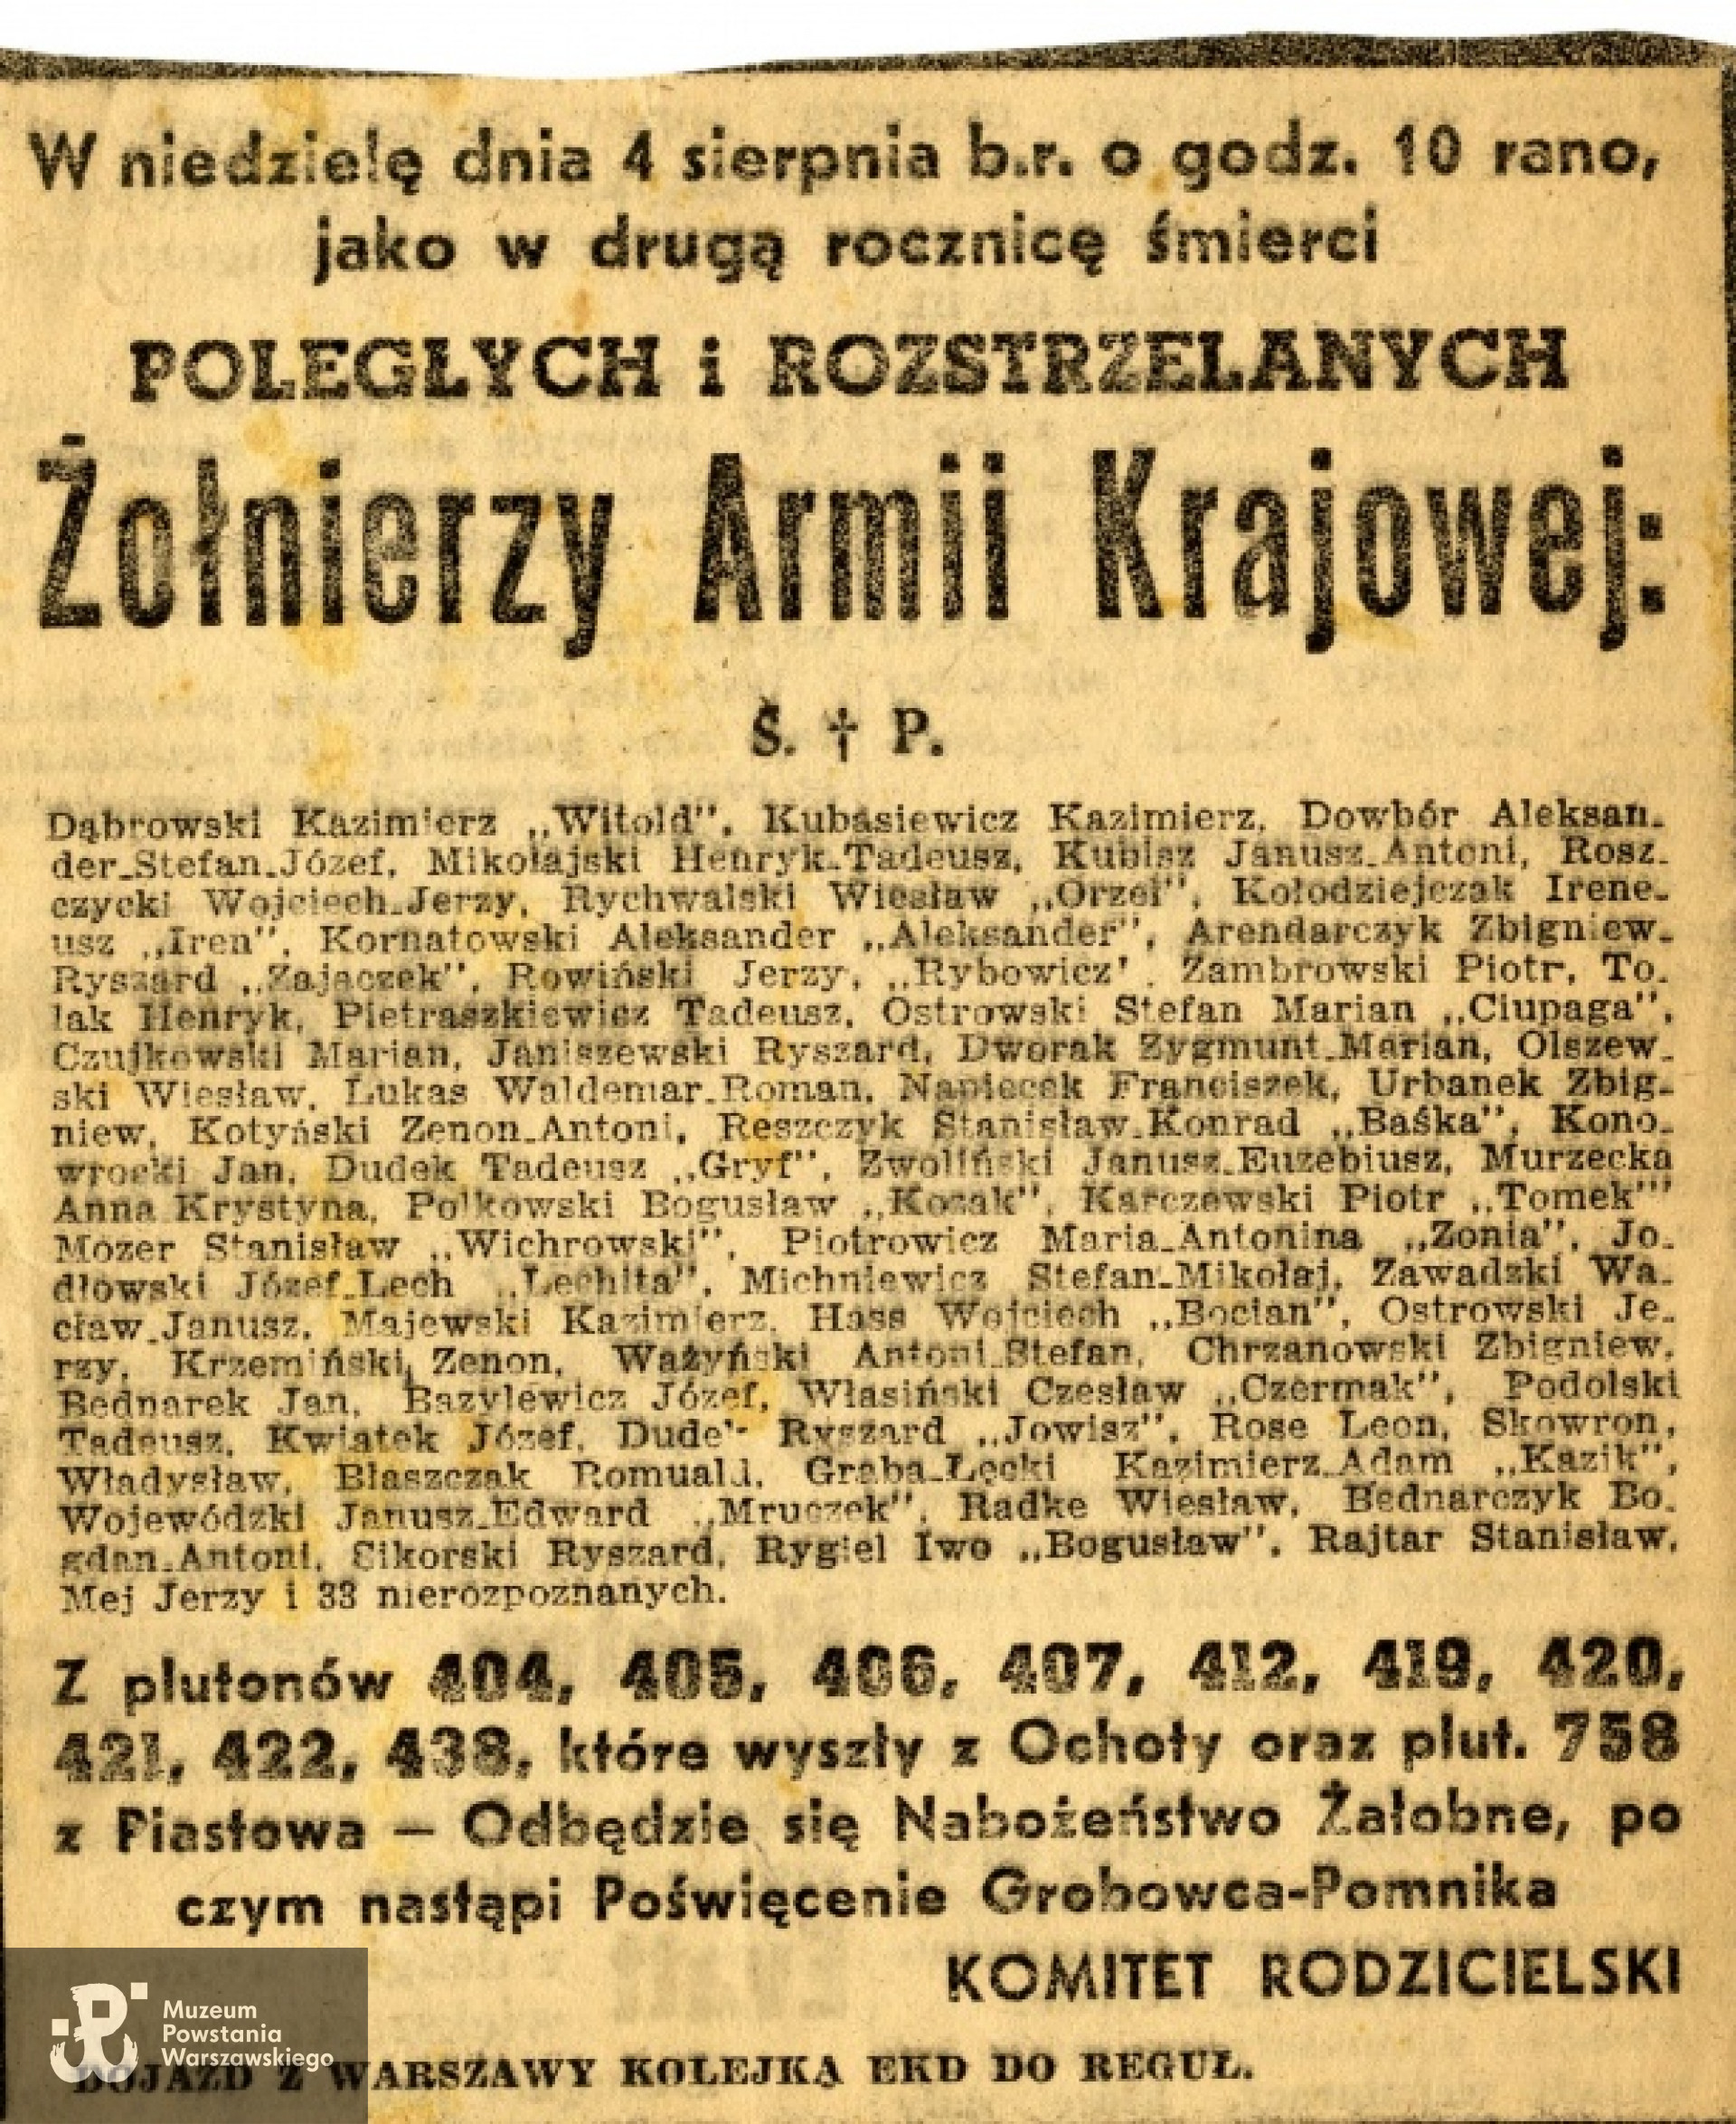 W niedzielę dnia 4 sierpnia b.r. o godz. 10 rano,
jako w drugą rocznicę śmierci
POLEGŁYCH i ROZSTRZELANYCH
Żołnierzy Armii Krajowej:
Ś. † P.
Dąbrowski Kazimierz „Witold”, Kubasiewicz Kazimierz, Dowbór Aleksan-
der-Stefan-Józef, Mikołajski Henryk-Tadeusz, Kubisz Janusz-Antoni, Rosz-
czycki Wojciech-Jerzy, Rychwalski Wiesław „Orzeł”, Kołodziejczak Irene-
usz „Iren”, Kornatowski Aleksander „Aleksander”, Arendarczyk Zbigniew-
Ryszard „Zajączek”, Rowiński Jerzy, „Rybowicz”, Zambrowski Piotr, To-
lak Henryk, Pietraszkiewicz Tadeusz, Ostrowski Stefan Marian „Ciupaga”,
Czujkowski Marian, Janiszewski Ryszard, Dworak Zygmunt-Marian, Olszew-
ski Wiesław, Lukas Waldemar-Roman, Napiecek Franciszek, Urbanek Zbig-
niew, Kotyński Zenon-Antoni, Reszczyk Stanisław-Konrad „Baśka”, Kono-
wrocki Jan, Dudek Tadeusz „Gryf”, Zwoliński Janusz-Euzebiusz, Murzecka
Anna Krystyna, Polkowski Bogusław „Kozak”, Karczewski Piotr „Tomek”'
Mozer Stanisław „Wichrowski”, Piotrowicz Maria-Antonina „Zonia”, Jo-
dłowski Józef-Lech „Lechita”, Michniewicz Stefan-Mikołaj, Zawadzki Wa-
cław-Janusz, Majewski Kazimierz, Hass Wojciech „Bocian”, Ostrowski Je-
rzy, Krzemiński Zenon, Ważyński Antoni-Stefan, Chrzanowski Zbigniew,
Bednarek Jan, Bazylewicz Józef, Własiński Czesław „Czermak”, Podolski
Tadeusz, Kwiatek Józef, Dudek Ryszard „Jowisz”, Rose Leon, Skowron,
Władysław, Błaszczak Romuald, Graba-Łęcki Kazimierz-Adam „Kazik”,
Wojewódzki Janusz-Edward „Mruczek”, Radke Wiesław, Bednarczyk Bo-
gdan-Antoni, Sikorski Ryszard, Rygiel Iwo „Bogusław”, Rajtar Stanisław,
Mej Jerzy i 33 nierozpoznanych.
Z plutonów 404, 405, 406, 407, 412, 419, 420,
421, 422, 438, które wyszły z Ochoty oraz plut. 758
z Piastowa — Odbędzie się Nabożeństwo Żałobne, po
czym nastąpi Poświęcenie Grobowca-Pomnika
KOMITET RODZICIELSKI
Muzeum
Powstania
Warszawskiego
DOJAZD Z WARSZAWY KOLEJKĄ EKD DO REGUŁ.